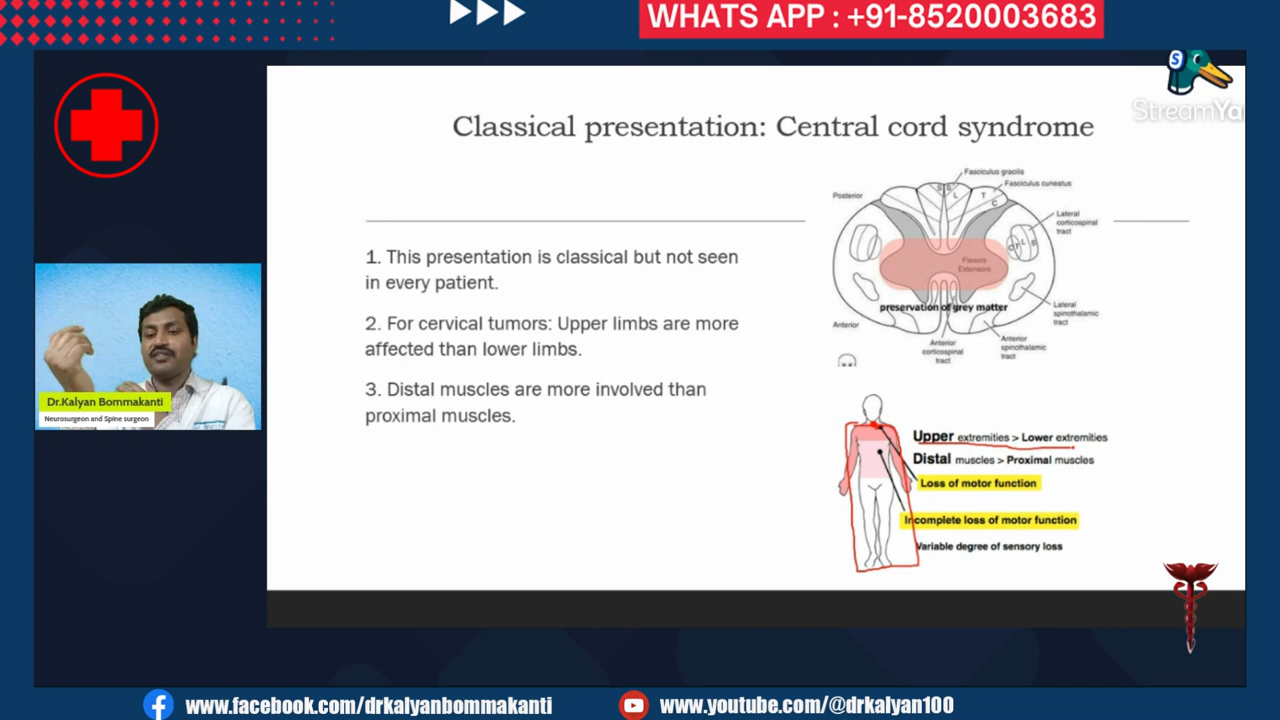 WHATS APP : +91-8520003683
S
StreamYa
Classical presentation: Central cord syndrome
1. This presentation is classical but not seen
in every patient.
2. For cervical tumors: Upper limbs are more
affected than lower limbs.
3. Distal muscles are more involved than
proximal muscles.
Fasciculus gracilis
Fasciculus cuneatus
Posterior
S
S
L
T
C
Lateral
corticospinal
tract
C T L S
Flexors
Extensors
preservation of grey matter
Lateral
spinothalamic
tract
Anterior
Anterior
corticospinal
tract
Anterior
spinothalamic
tract
Upper extremities > Lower extremities
Distal muscles > Proximal muscles
Loss of motor function
Incomplete loss of motor function
Variable degree of sensory loss
Dr.Kalyan Bommakanti
Neurosurgeon and Spine surgeon
www.facebook.com/drkalyanbommakanti
www.youtube.com/@drkalyan100